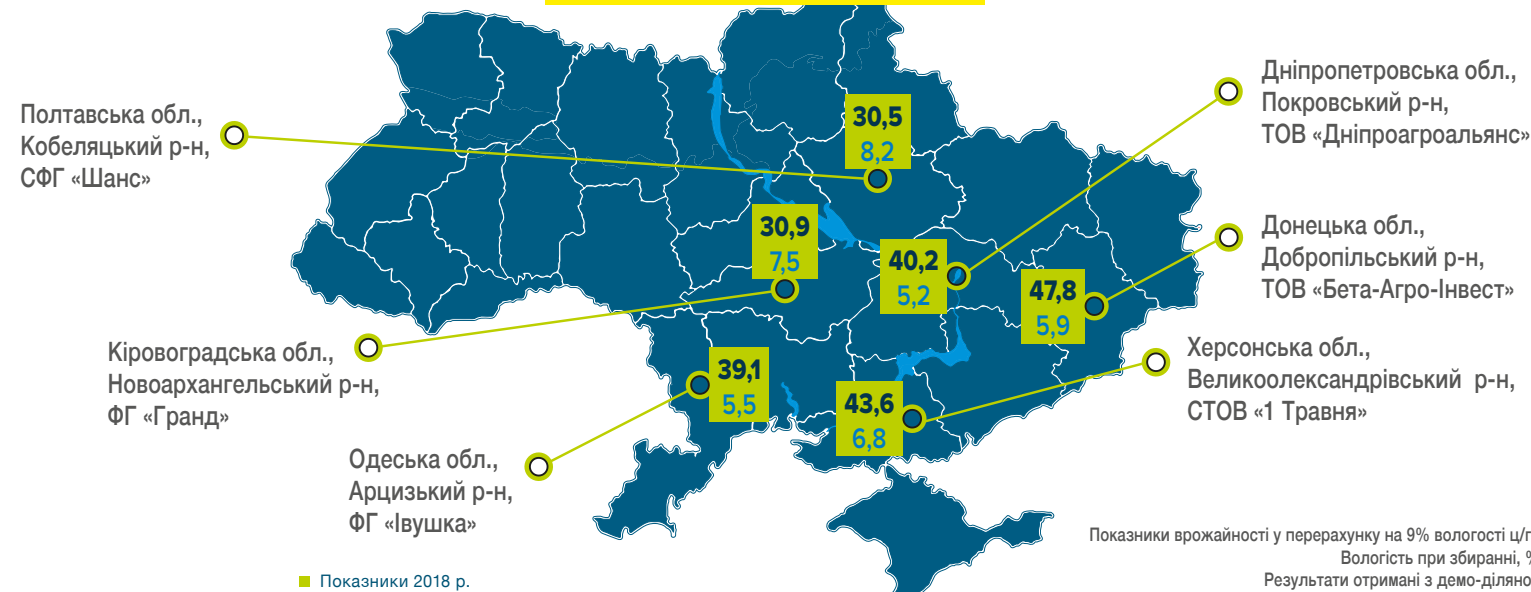 Полтавська обл.,
Кобеляцький р-н,
СФГ «Шанс»
30,5
8,2
Дніпропетровська обл.,
Покровський р-н,
ТОВ «Дніпроагроальянс»
30,9
7,5
40,2
5,2
47,8
5,9
Донецька обл.,
Добропільський р-н,
ТОВ «Бета-Агро-Інвест»
Кіровоградська обл.,
Новоархангельський р-н,
ФГ «Гранд»
39,1
5,5
43,6
6,8
Херсонська обл.,
Великоолександрівський р-н,
СТОВ «1 Травня»
Одеська обл.,
Арцизький р-н,
ФГ «Івушка»
Показники врожайності у перерахунку на 9% вологості
Вологість при збиранні, %
Результати отримані з
Показники 2018 р.